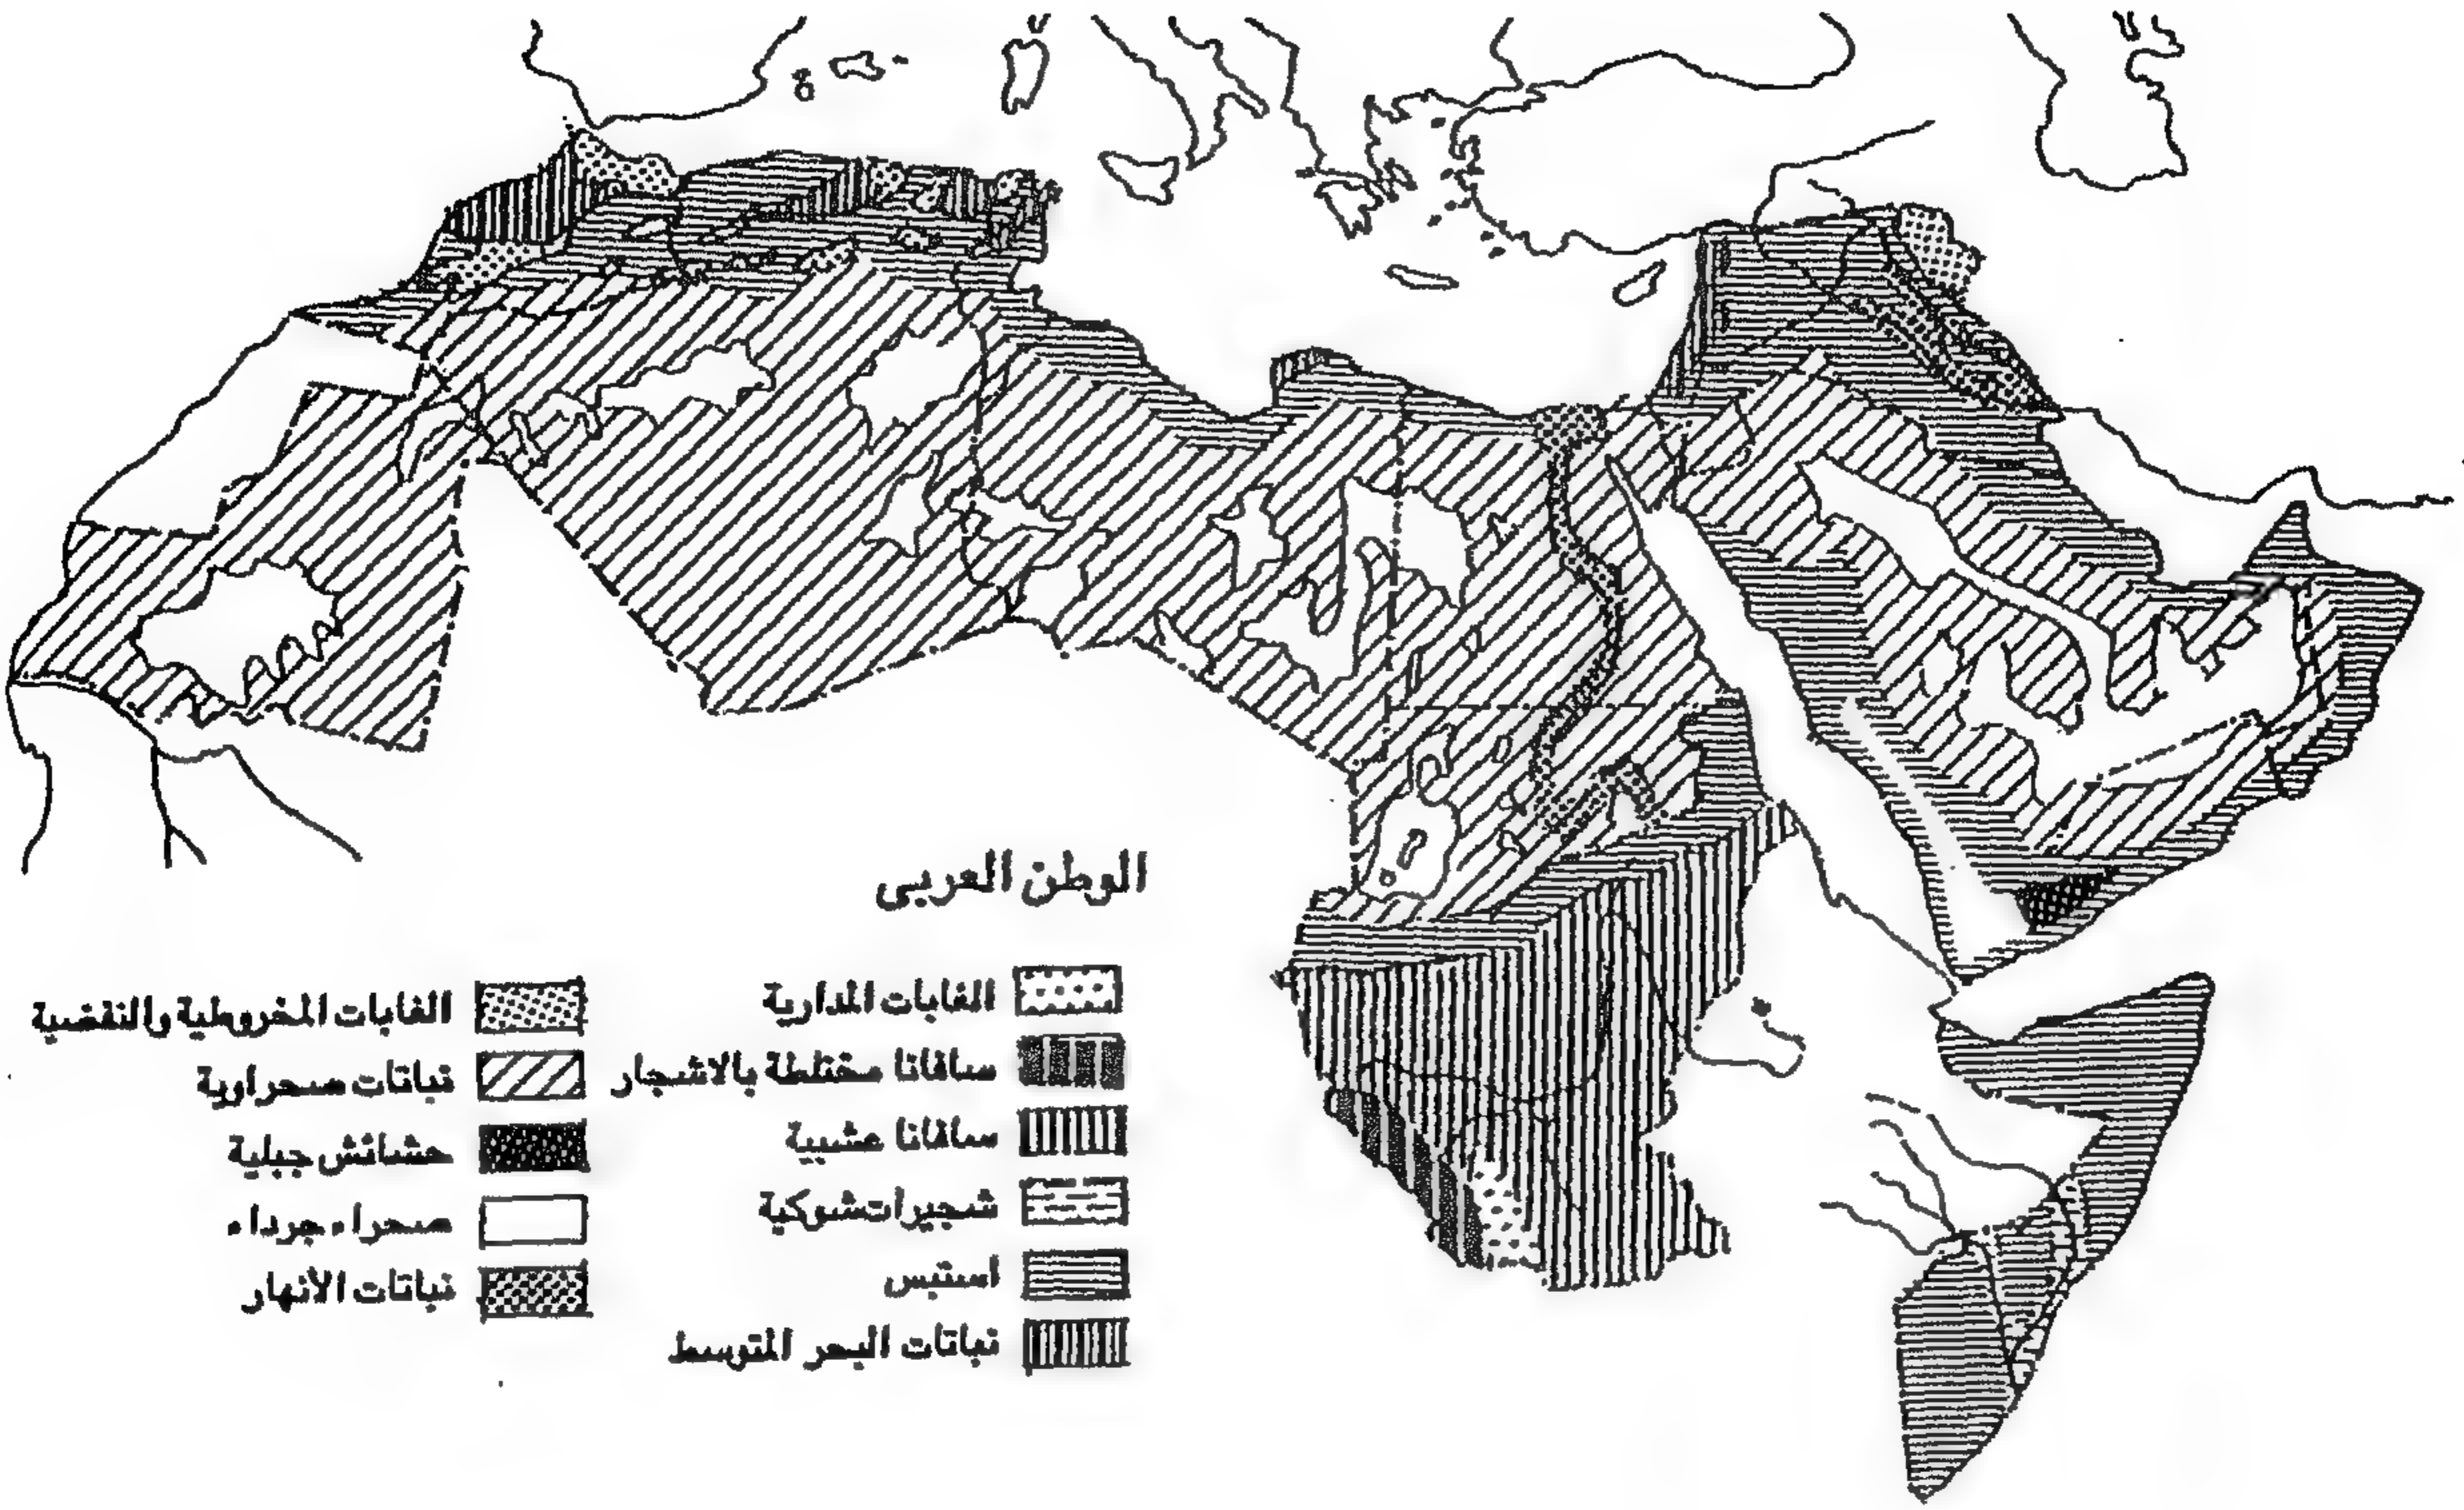 الوطن العربى
الغابات المدارية
سافانا مختلطة بالاشجار
سافانا عشبية
شجيرات شوكية
استبس
نباتات البحر المتوسط
الغابات المخروطية والنفضية
نباتات صحراوية
حشائش جبلية
صحراء جرداء
نباتات الأنهار